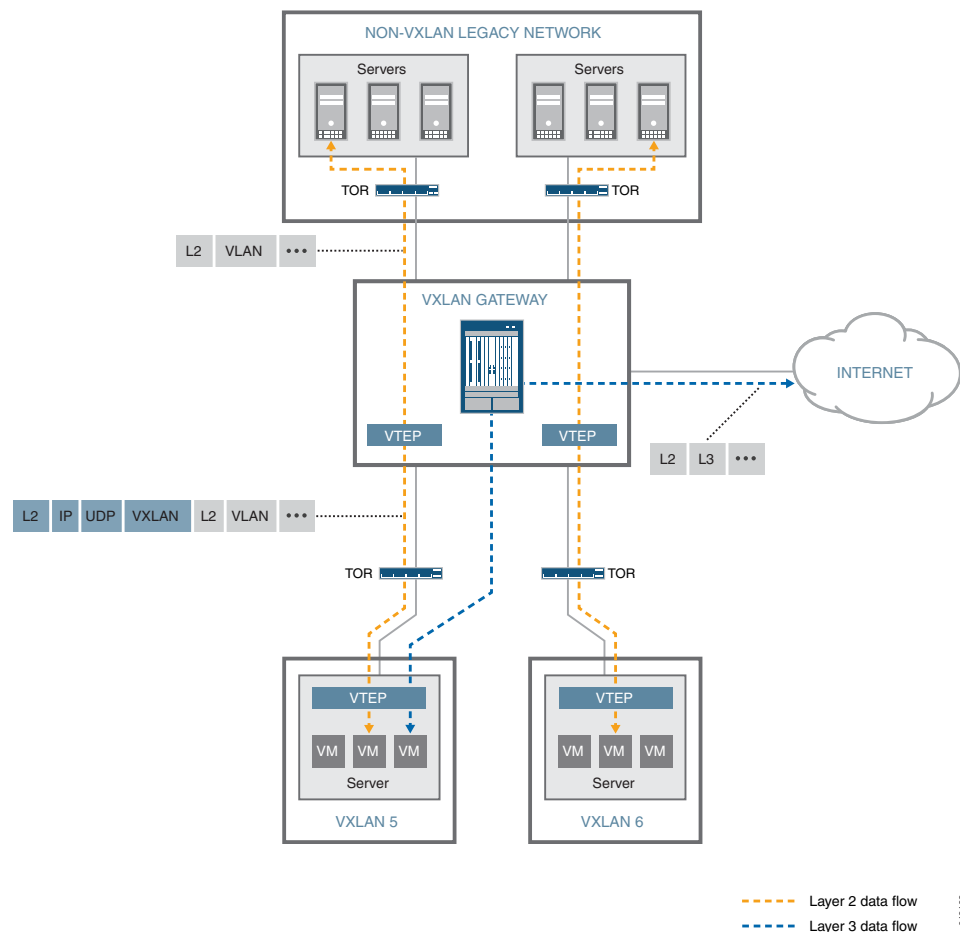 NON-VXLAN LEGACY NETWORK
Servers
Servers
TOR
TOR
L2 VLAN •••
VXLAN GATEWAY
INTERNET
VTEP
VTEP
L2 L3 •••
L2 IP UDP VXLAN L2 VLAN •••
TOR
TOR
VTEP
VTEP
VM VM VM
VM VM VM
Server
Server
VXLAN 5
VXLAN 6
Layer 2 data flow
Layer 3 data flow